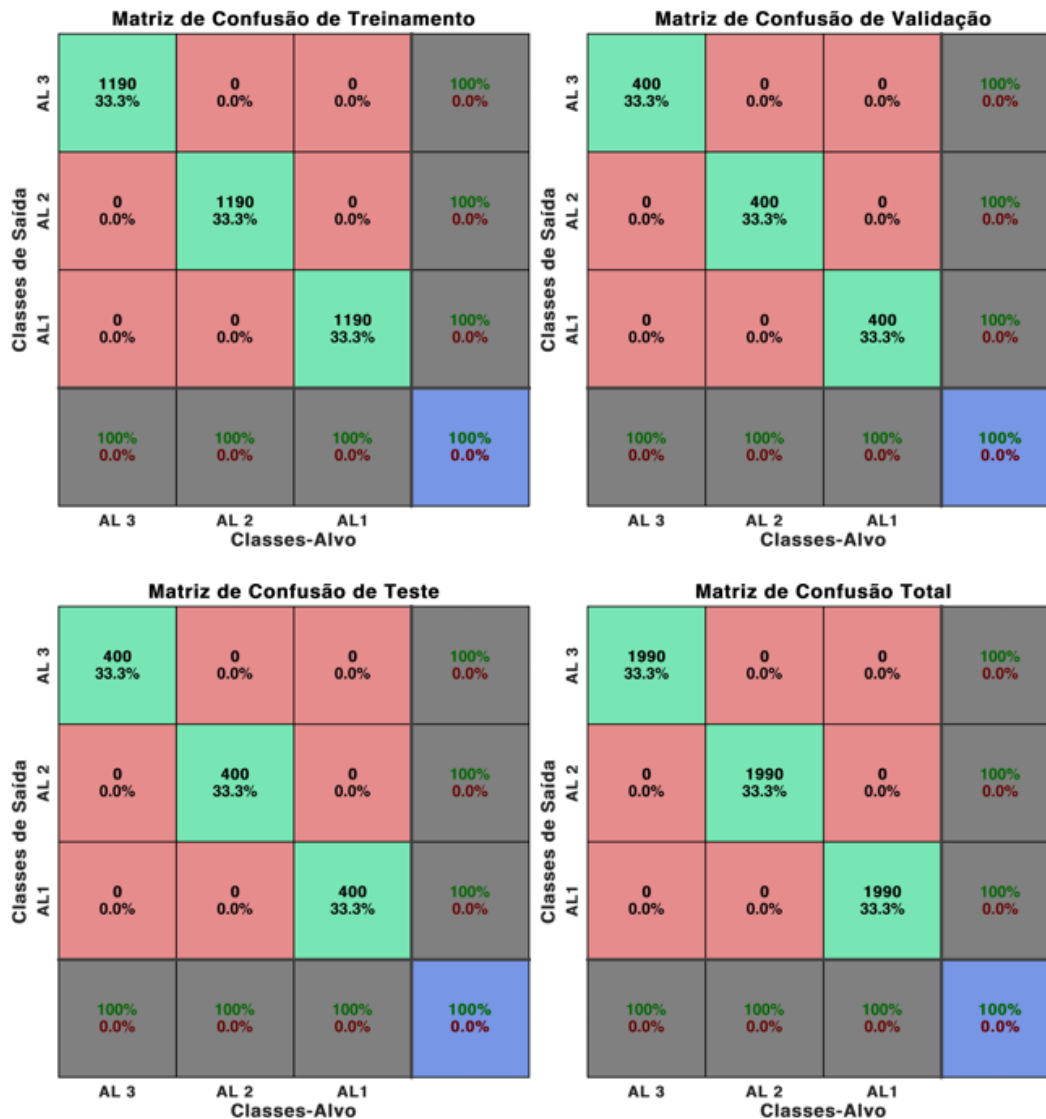 Matriz de Confusão de Treinamento
Classes de Saída
AL 3
1190 0 0 100%
33.3% 0.0% 0.0% 0.0%
AL 2
0 1190 0 100%
0.0% 33.3% 0.0% 0.0%
AL1
0 0 1190 100%
0.0% 0.0% 33.3% 0.0%
100% 100% 100% 100%
0.0% 0.0% 0.0% 0.0%
AL 3 AL 2 AL1
Classes-Alvo
Matriz de Confusão de Validação
Classes de Saída
AL 3
400 0 0 100%
33.3% 0.0% 0.0% 0.0%
AL 2
0 400 0 100%
0.0% 33.3% 0.0% 0.0%
AL1
0 0 400 100%
0.0% 0.0% 33.3% 0.0%
100% 100% 100% 100%
0.0% 0.0% 0.0% 0.0%
AL 3 AL 2 AL1
Classes-Alvo
Matriz de Confusão de Teste
Classes de Saída
AL 3
400 0 0 100%
33.3% 0.0% 0.0% 0.0%
AL 2
0 400 0 100%
0.0% 33.3% 0.0% 0.0%
AL1
0 0 400 100%
0.0% 0.0% 33.3% 0.0%
100% 100% 100% 100%
0.0% 0.0% 0.0% 0.0%
AL 3 AL 2 AL1
Classes-Alvo
Matriz de Confusão Total
Classes de Saída
AL 3
1990 0 0 100%
33.3% 0.0% 0.0% 0.0%
AL 2
0 1990 0 100%
0.0% 33.3% 0.0% 0.0%
AL1
0 0 1990 100%
0.0% 0.0% 33.3% 0.0%
100% 100% 100% 100%
0.0% 0.0% 0.0% 0.0%
AL 3 AL 2 AL1
Classes-Alvo